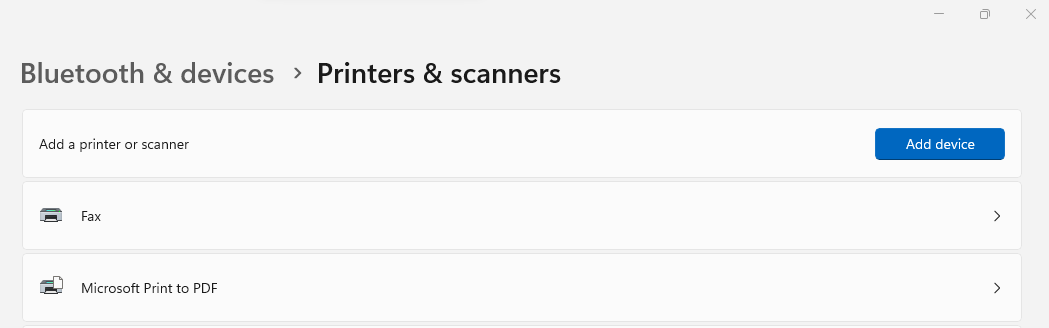 Bluetooth & devices > Printers & scanners
Add a printer or scanner Add device
Fax
Microsoft Print to PDF